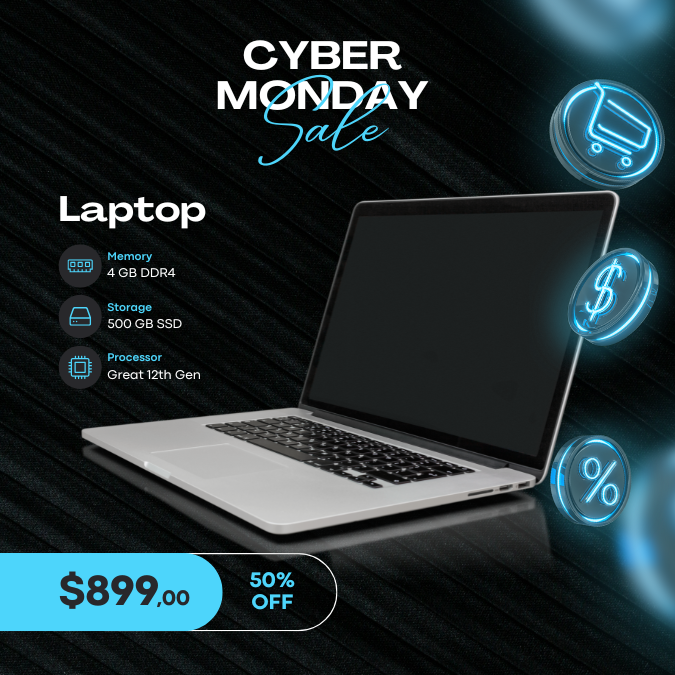 CYBER
MONDAY
Sale
Laptop
Memory
4 GB DDR4
Storage
500 GB SSD
Processor
Great 12th Gen
$899,00
50%
OFF
$
%